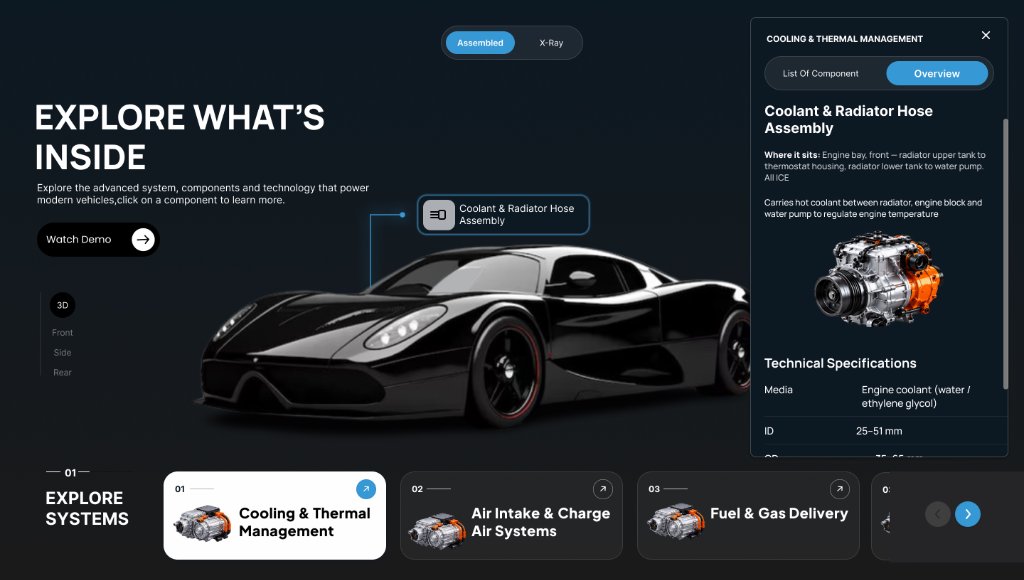 Assembled
X-Ray
EXPLORE WHAT'S
INSIDE
Explore the advanced system, components and technology that power
modern vehicles,click on a component to learn more.
Watch Demo
3D
Front
Side
Rear
Coolant & Radiator Hose
Assembly
COOLING & THERMAL MANAGEMENT
List Of Component
Overview
Coolant & Radiator Hose
Assembly
Where it sits: Engine bay, front — radiator upper tank to
thermostat housing, radiator lower tank to water pump.
All ICE
Carries hot coolant between radiator, engine block and
water pump to regulate engine temperature
Technical Specifications
Media
Engine coolant (water /
ethylene glycol)
ID
25–51 mm
01
EXPLORE
SYSTEMS
01
Cooling & Thermal
Management
02
Air Intake & Charge
Air Systems
03
Fuel & Gas Delivery